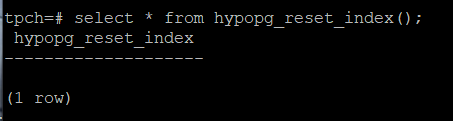 tpch=# select * from hypopg_reset_index();
 hypopg_reset_index
--------------------

(1 row)